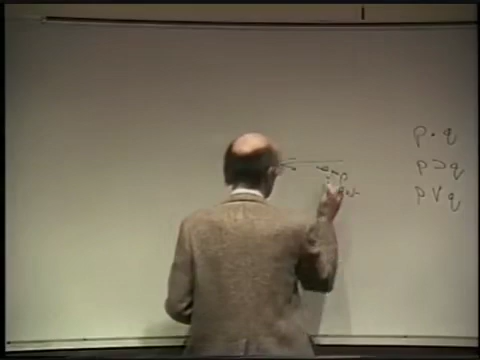 p · q
p ⊃ q
p ∨ q